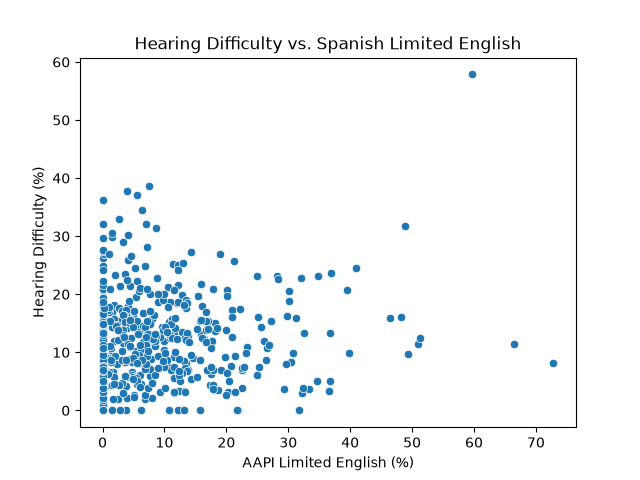 Hearing Difficulty vs. Spanish Limited English
60
50
40
30
20
10
0
Hearing Difficulty (%)
0 10 20 30 40 50 60 70
AAPI Limited English (%)